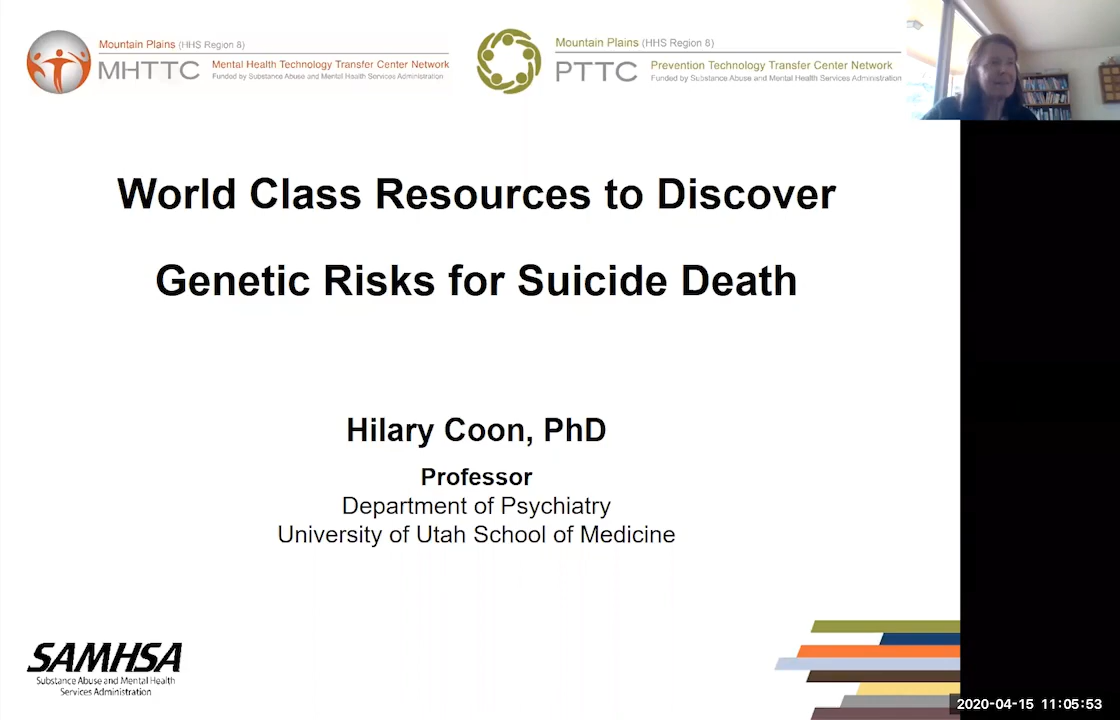 Mountain Plains (HHS Region 8)
MHTTC
Mental Health Technology Transfer Center Network
Funded by Substance Abuse and Mental Health Services Administration
Mountain Plains (HHS Region 8)
PTTC
Prevention Technology Transfer Center Network
Funded by Substance Abuse and Mental Health Services Administration
World Class Resources to Discover
Genetic Risks for Suicide Death
Hilary Coon, PhD
Professor
Department of Psychiatry
University of Utah School of Medicine
SAMHSA
Substance Abuse and Mental Health
Services Administration
2020-04-15 11:05:53